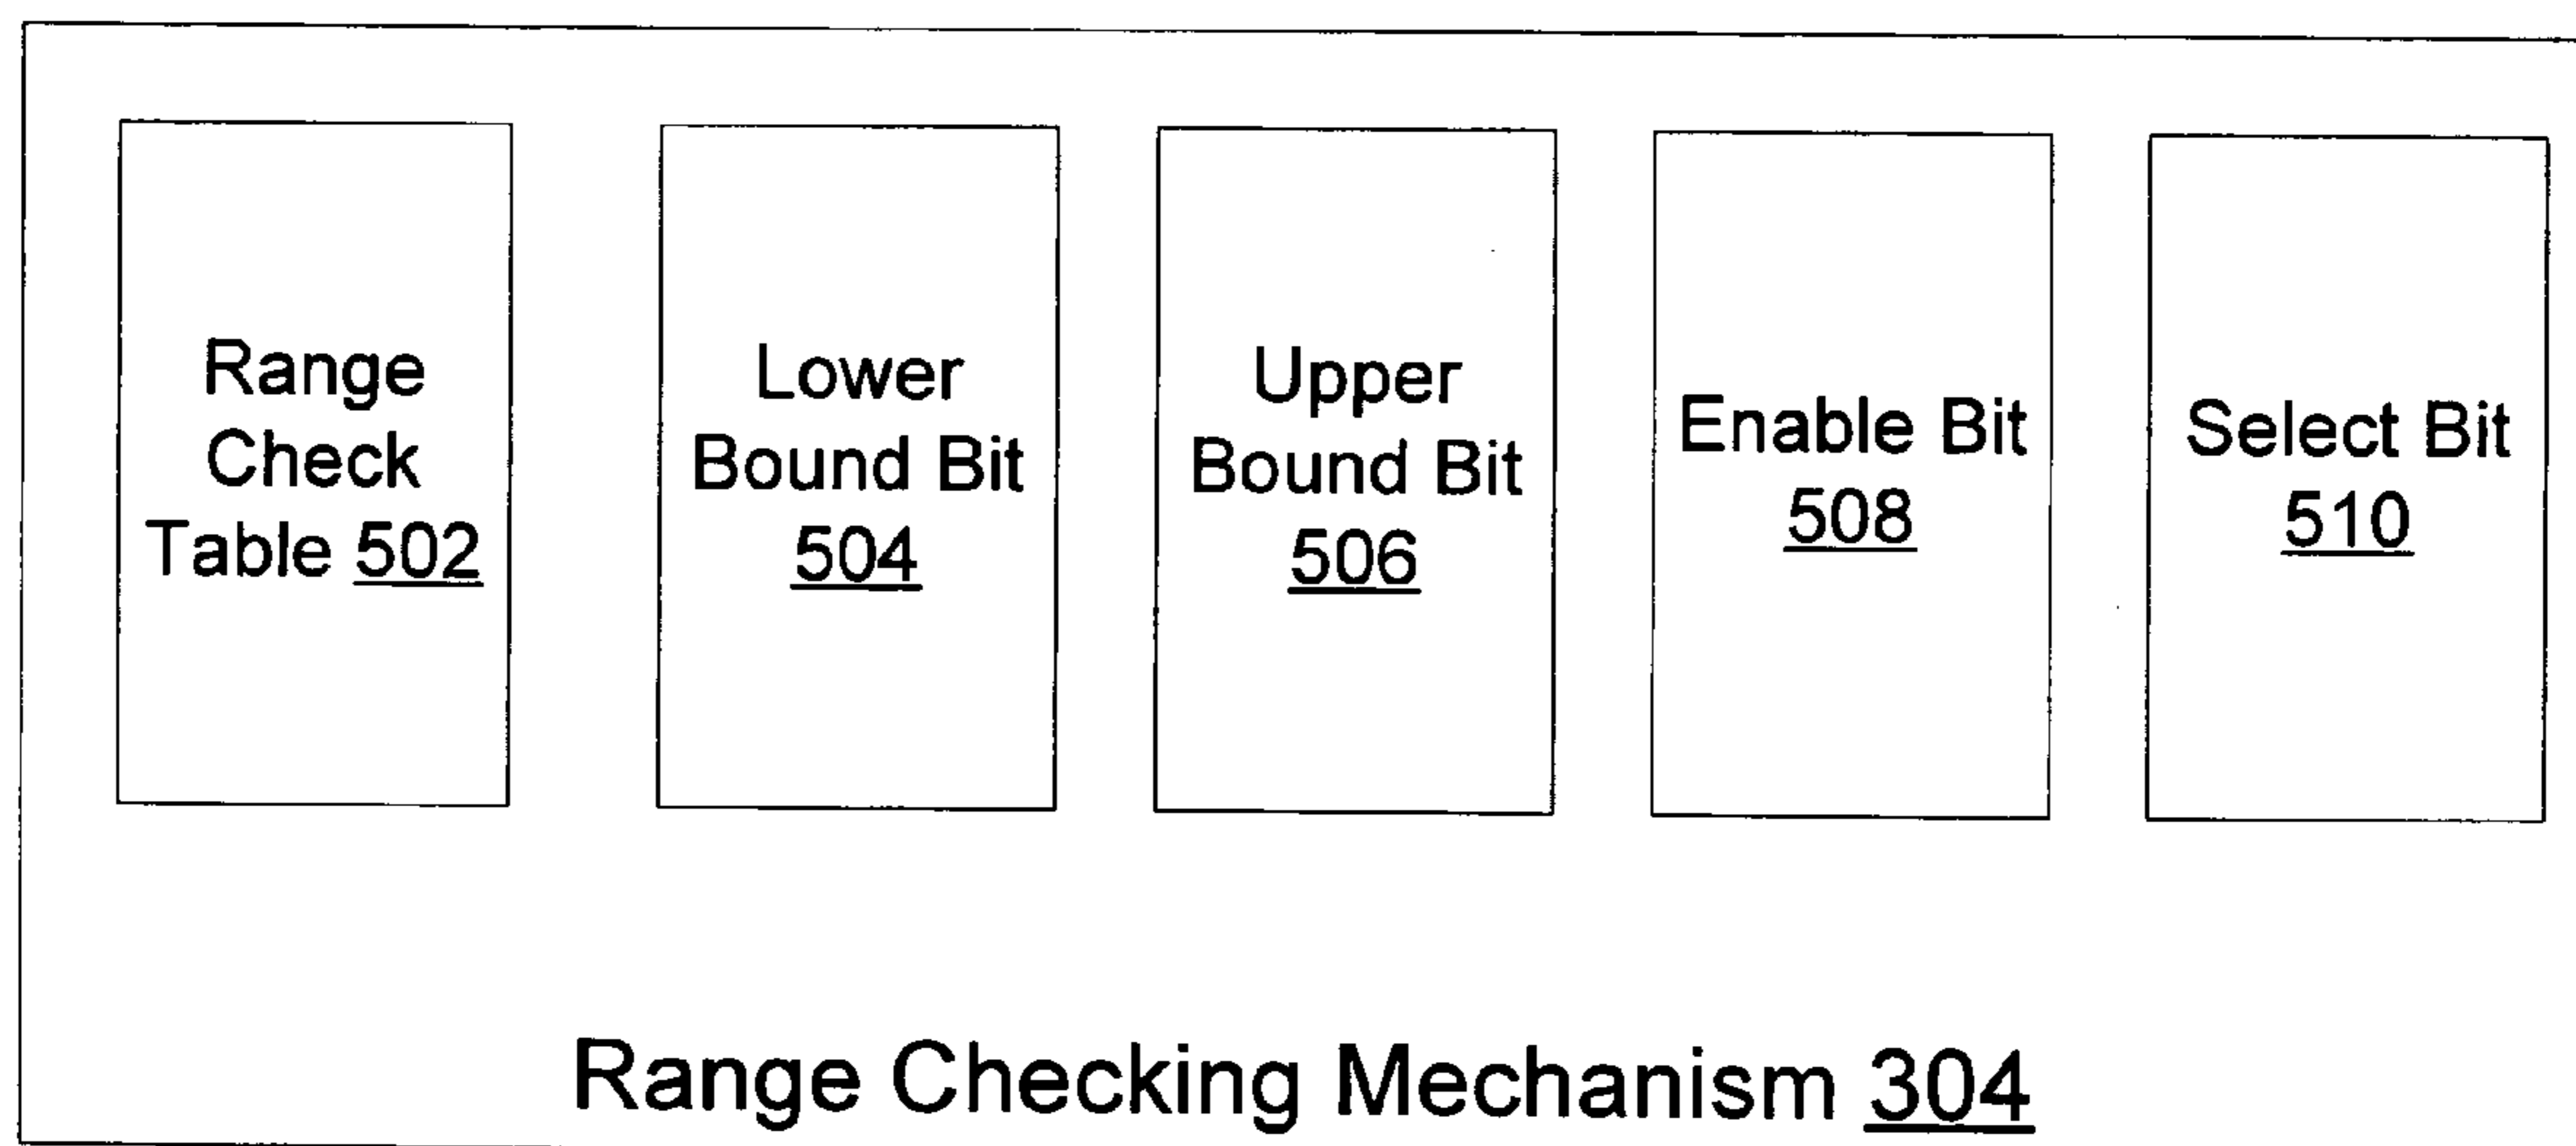 Range
Check
Table 502
Lower
Bound Bit
504
Upper
Bound Bit
506
Enable Bit
508
Select Bit
510
Range Checking Mechanism 304